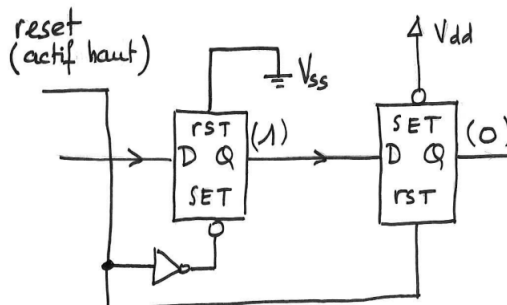 reset
(actif haut)
Vss
Vdd
rST
(1)
D Q
SET
SET
(0)
D Q
rST